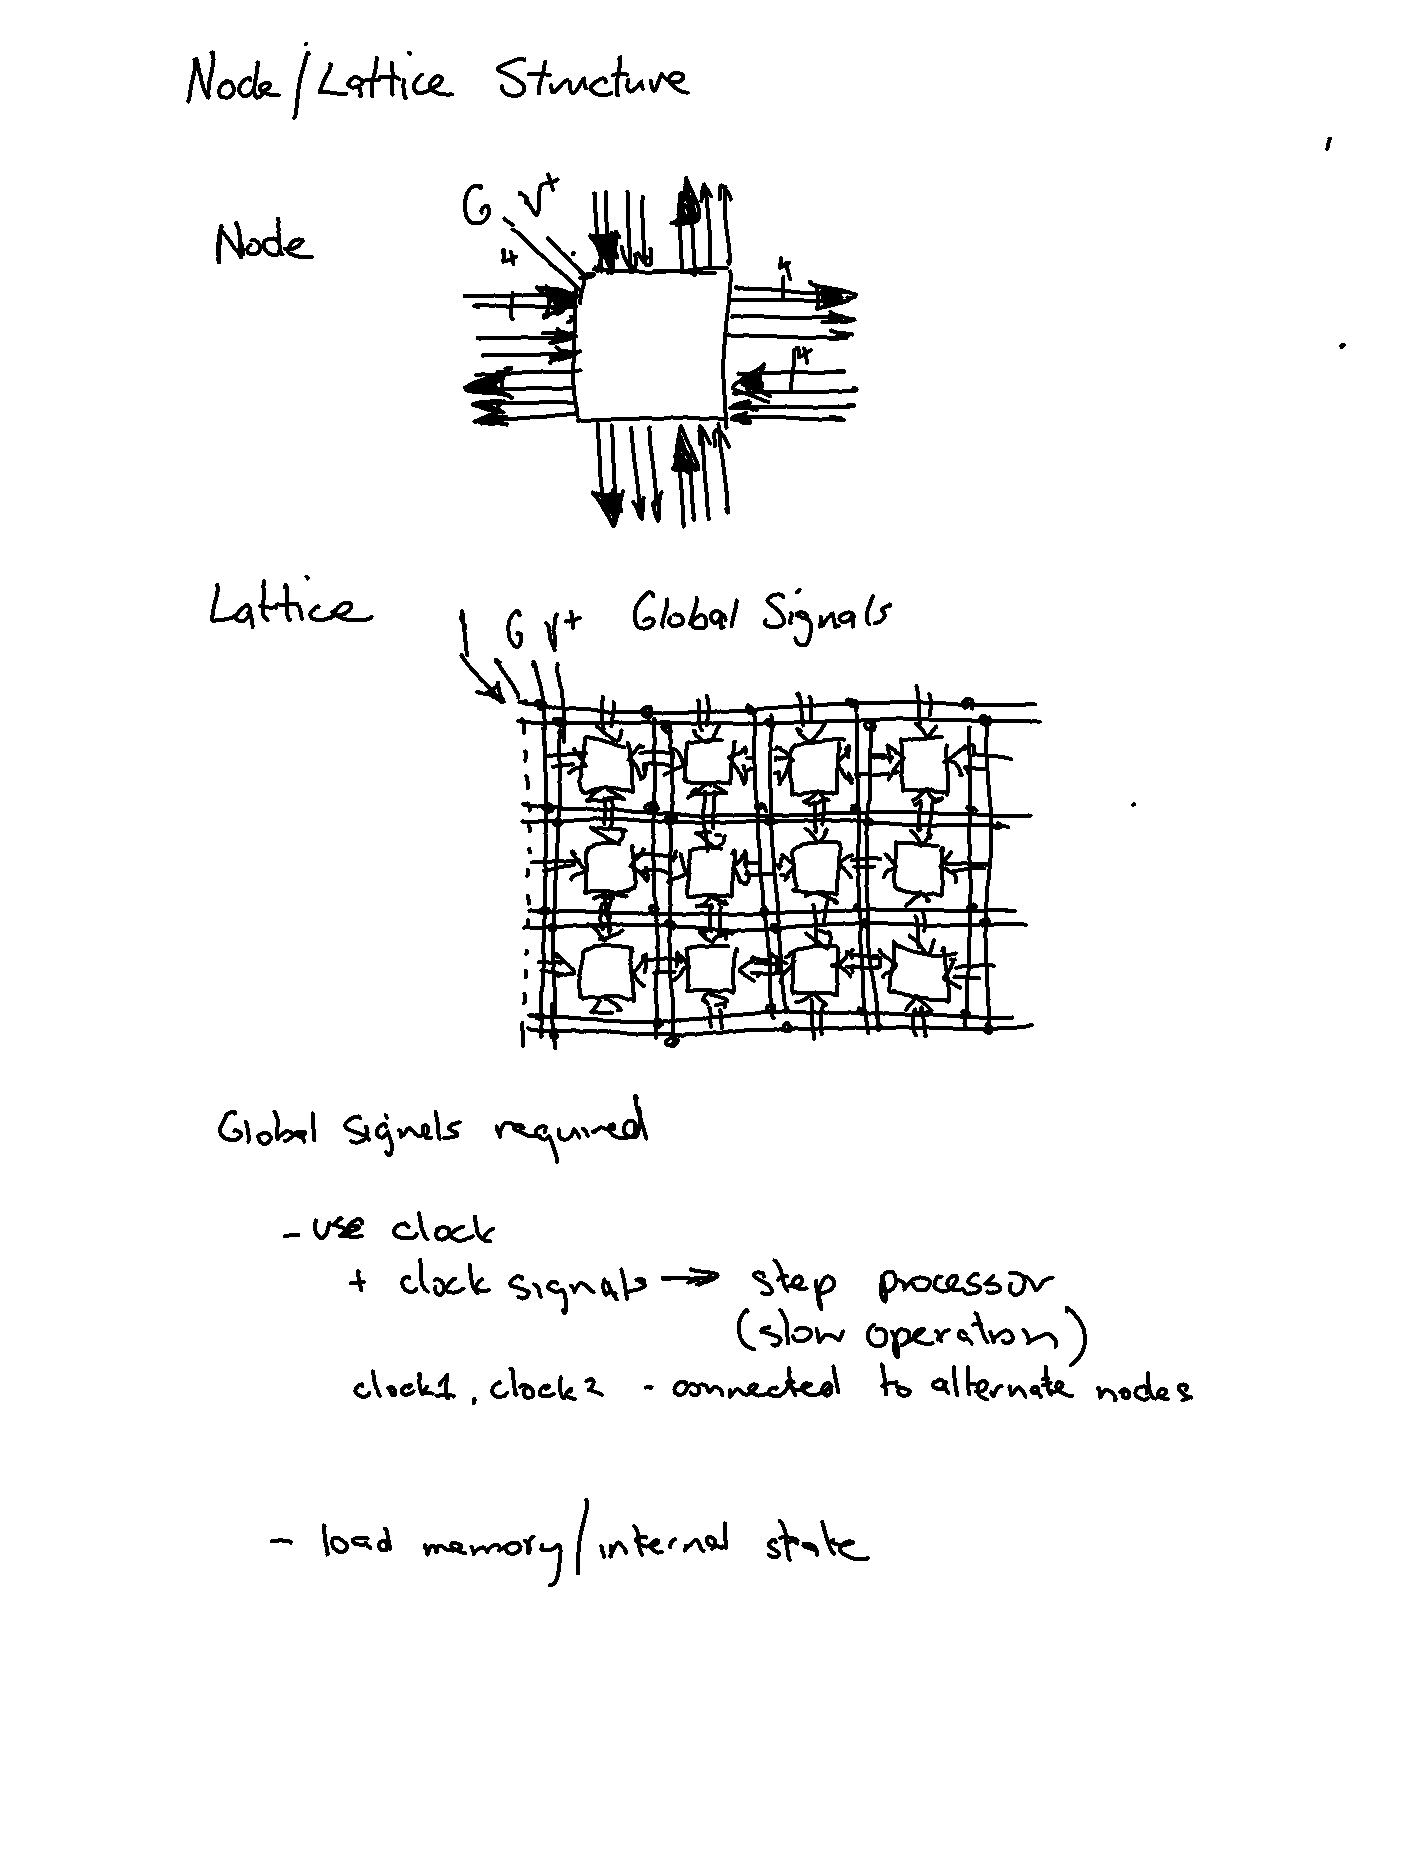 Node/Lattice Structure
G V+
Node
4
4
4
Lattice
G V+ Global Signals
Global signals required
- use clock
+ clock signals → step processor
(slow operation)
clock1, clock2 - connected to alternate nodes
- load memory/internal state